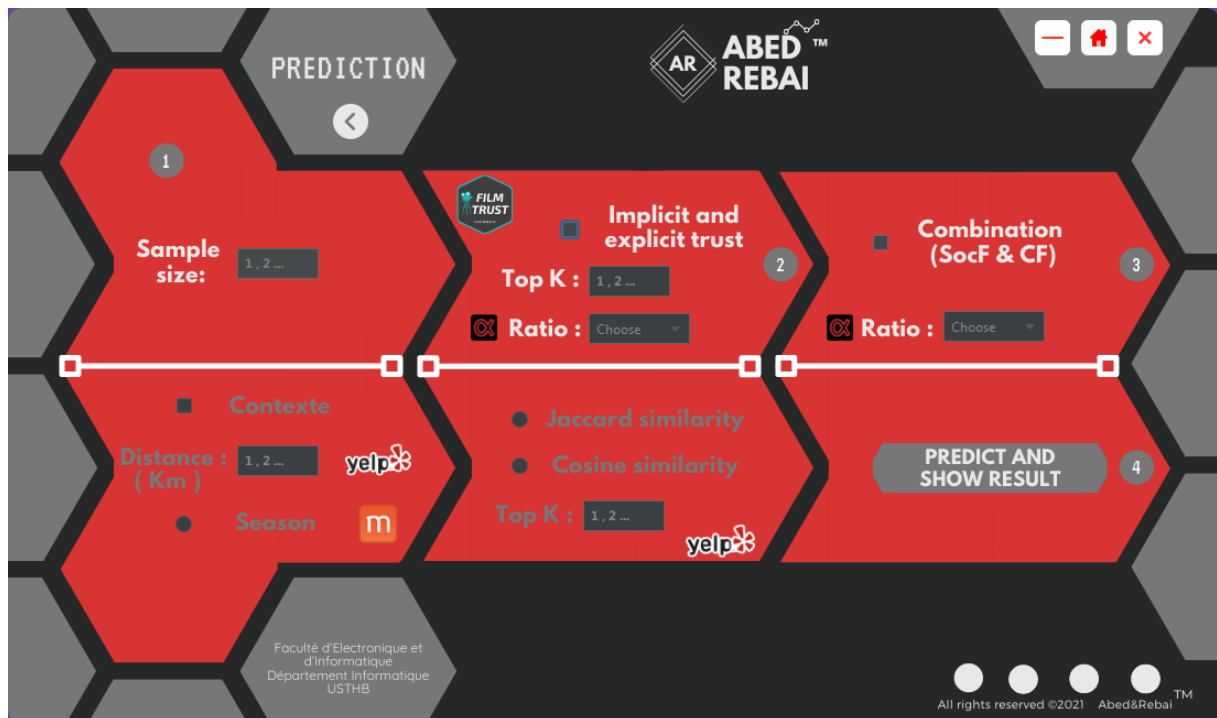 PREDICTION
AR
ABED™
REBAI
1
Sample
size:
1 , 2 ...
FILM
TRUST
Implicit and
explicit trust
2
Top K :
1 , 2 ...
α
Ratio :
Choose
Combination
(SocF & CF)
3
α
Ratio :
Choose
Contexte
Distance :
( Km )
1 , 2 ...
yelp
Season
m
Jaccard similarity
Cosine similarity
Top K :
1 , 2 ...
yelp
PREDICT AND
SHOW RESULT
4
Faculté d'Electronique et
d'Informatique
Département Informatique
USTHB
All rights reserved ©2021 Abed&Rebai TM